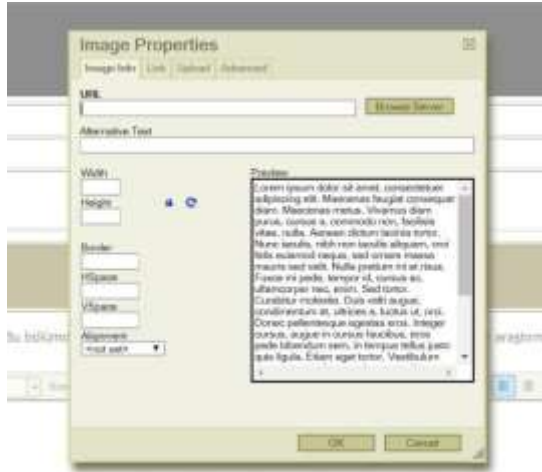 Image Properties
Image Info Link Upload Advanced
URL
Browse Server
Alternative Text
Width
Height
Border
HSpace
VSpace
Alignment
<not set>
Preview
Lorem ipsum dolor sit amet, consectetuer
adipiscing elit. Maecenas feugiat consequat
diam. Maecenas metus. Vivamus diam
purus, cursus a, commodo non, facilisis
vitae, nulla. Aenean dictum lacinia tortor.
Nunc iaculis, nibh non iaculis aliquam, orci
felis euismod neque, sed ornare massa
mauris sed velit. Nulla pretium mi et risus.
Fusce mi pede, tempor id, cursus ac,
ullamcorper nec, enim. Sed tortor.
Curabitur molestie. Duis velit augue,
condimentum at, ultrices a, luctus ut, orci.
Donec pellentesque egestas eros. Integer
cursus, augue in cursus faucibus, eros
pede bibendum sem, in tempus tellus justo
quis ligula. Etiam eget tortor. Vestibulum
OK Cancel